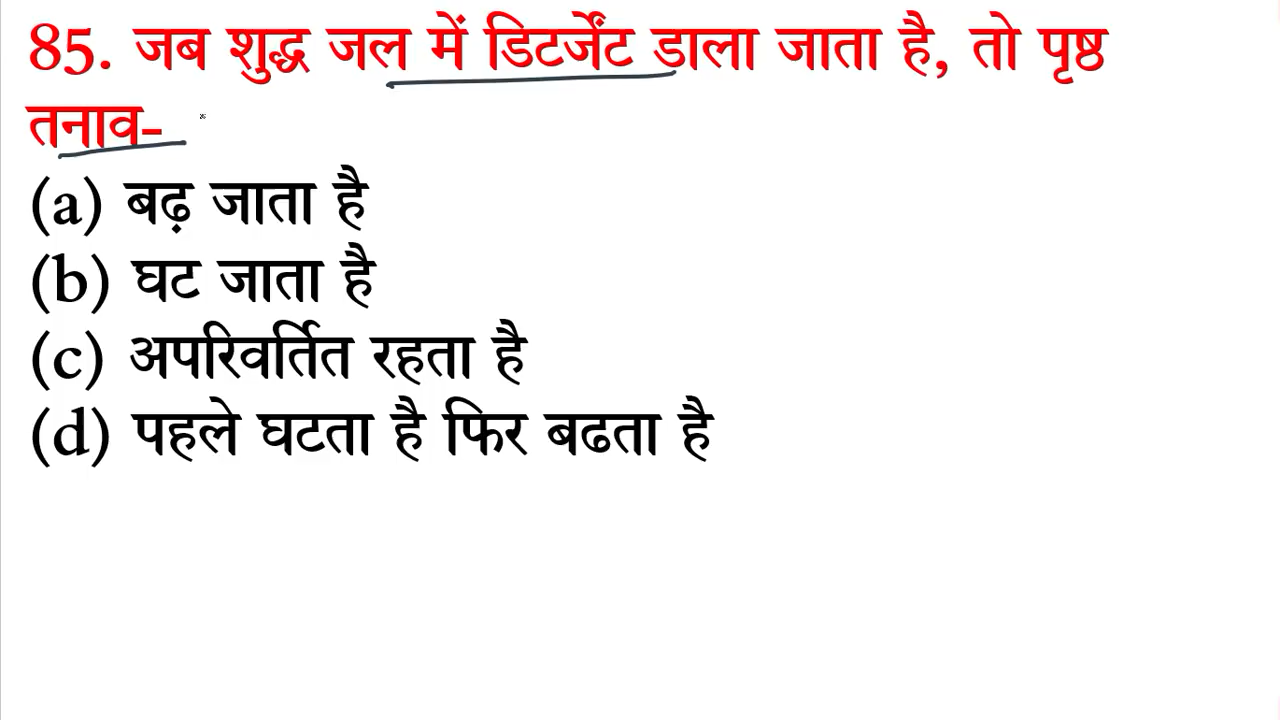 85. जब शुद्ध जल में डिटर्जेंट डाला जाता है, तो पृष्ठ
तनाव-
(a) बढ़ जाता है
(b) घट जाता है
(c) अपरिवर्तित रहता है
(d) पहले घटता है फिर बढता है